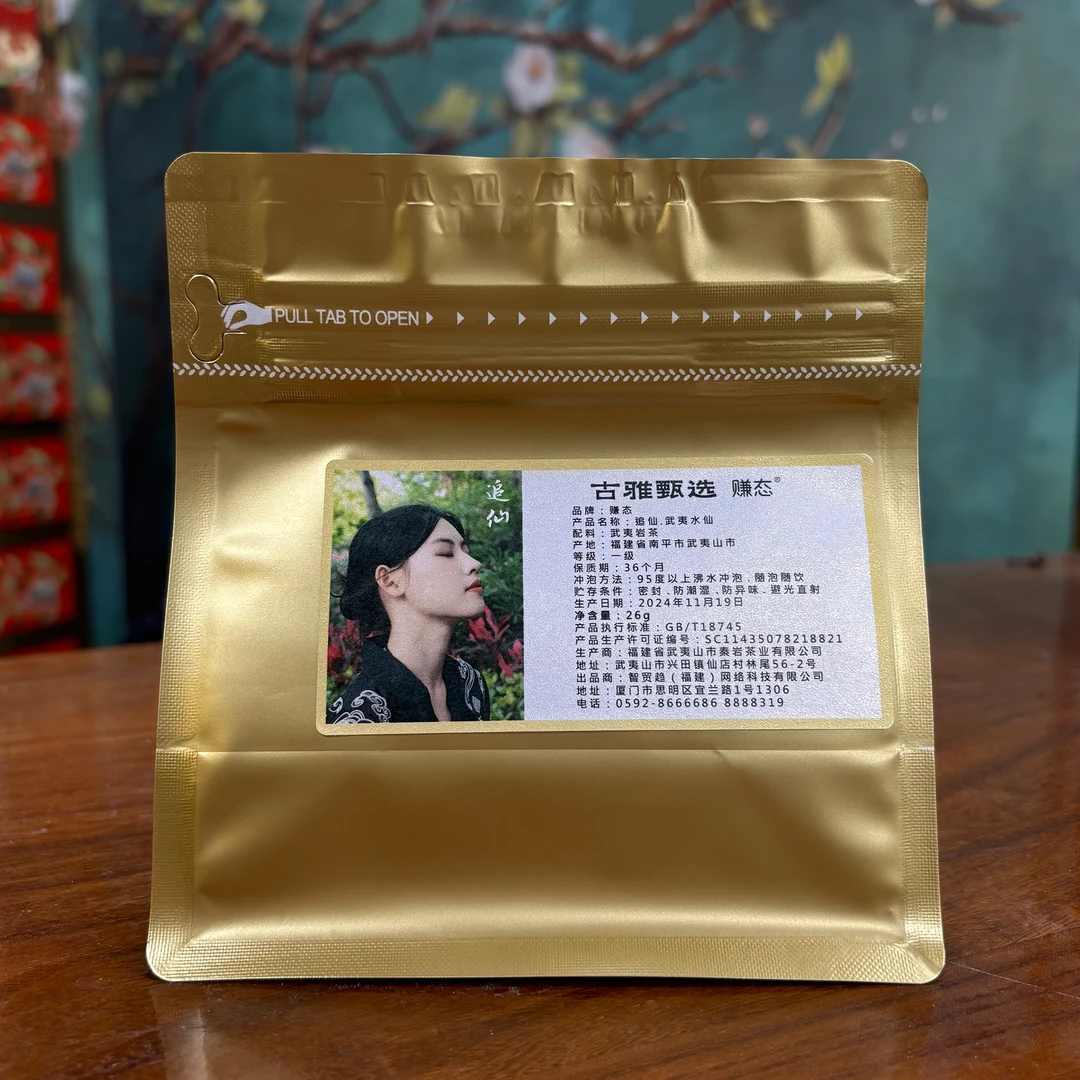 PULL TAB TO OPEN
追仙
古雅甄选 赚态®
品牌：赚态
产品名称：追仙.武夷水仙
配料：武夷岩茶
产地：福建省南平市武夷山市
等级：一级
保质期：36个月
冲泡方法：95度以上沸水冲泡、随泡随饮
贮存条件：密封、防潮湿、防异味、避光直射
生产日期：2024年11月19日
净含量：26g
产品执行标准：GB/T18745
产品生产许可证编号：SC11435078218821
生产商：福建省武夷山市秦岩茶业有限公司
地址：武夷山市兴田镇仙店村林尾56-2号
出品商：智贸趋（福建）网络科技有限公司
地址：厦门市思明区宜兰路1号1306
电话：0592-8666686 8888319